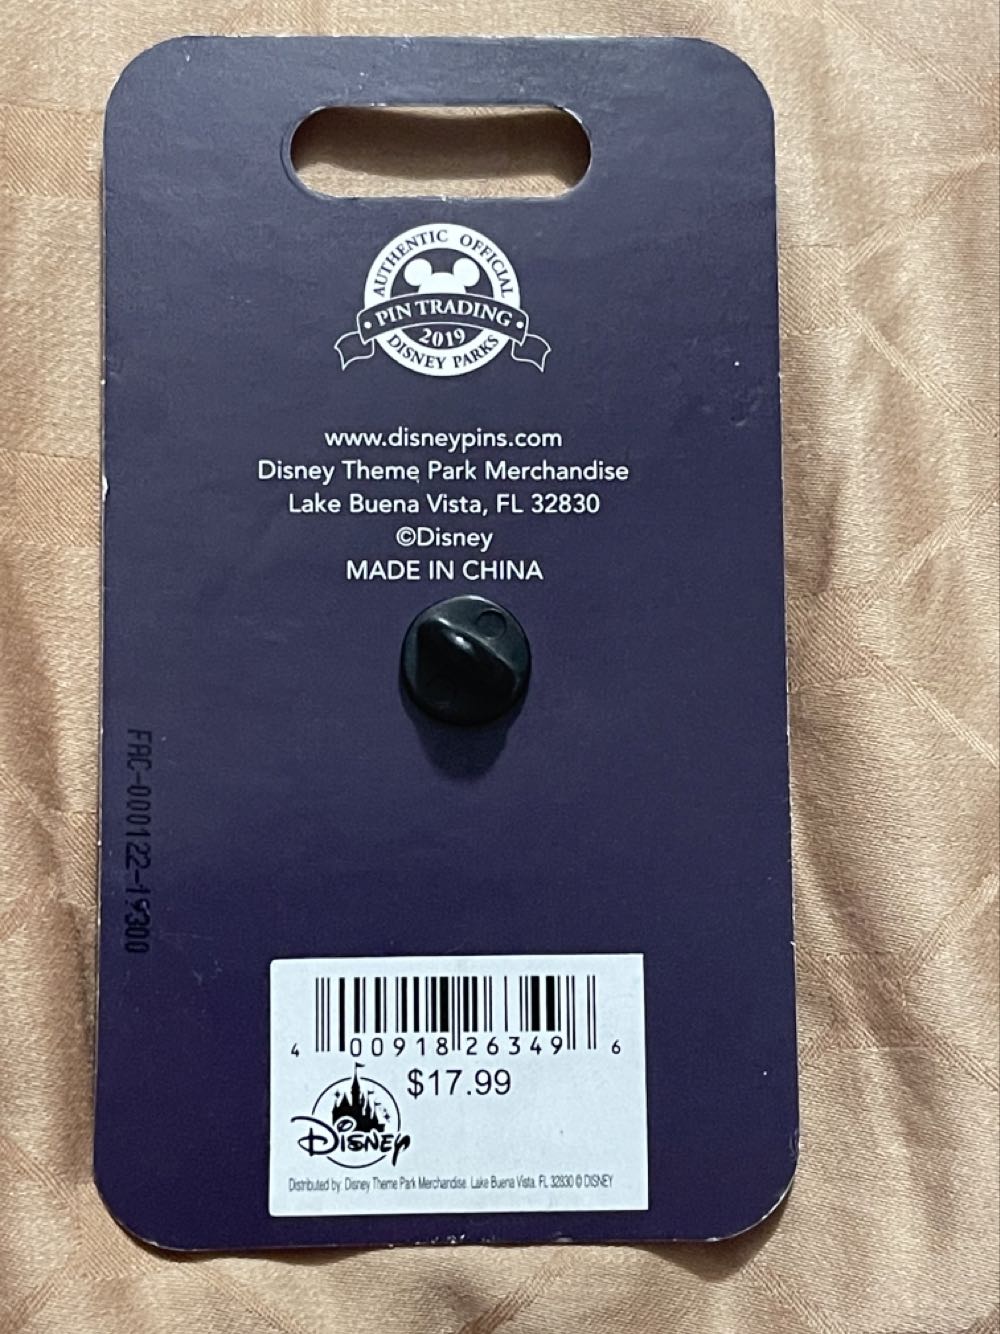 AUTHENTIC OFFICIAL
PIN TRADING
2019
DISNEY PARKS
www.disneypins.com
Disney Theme Park Merchandise
Lake Buena Vista, FL 32830
©Disney
MADE IN CHINA
FAC-000122-19300
4 00918 26349 6
$17.99
DISNEY
Distributed by: Disney Theme Park Merchandise. Lake Buena Vista. FL 32830 © DISNEY